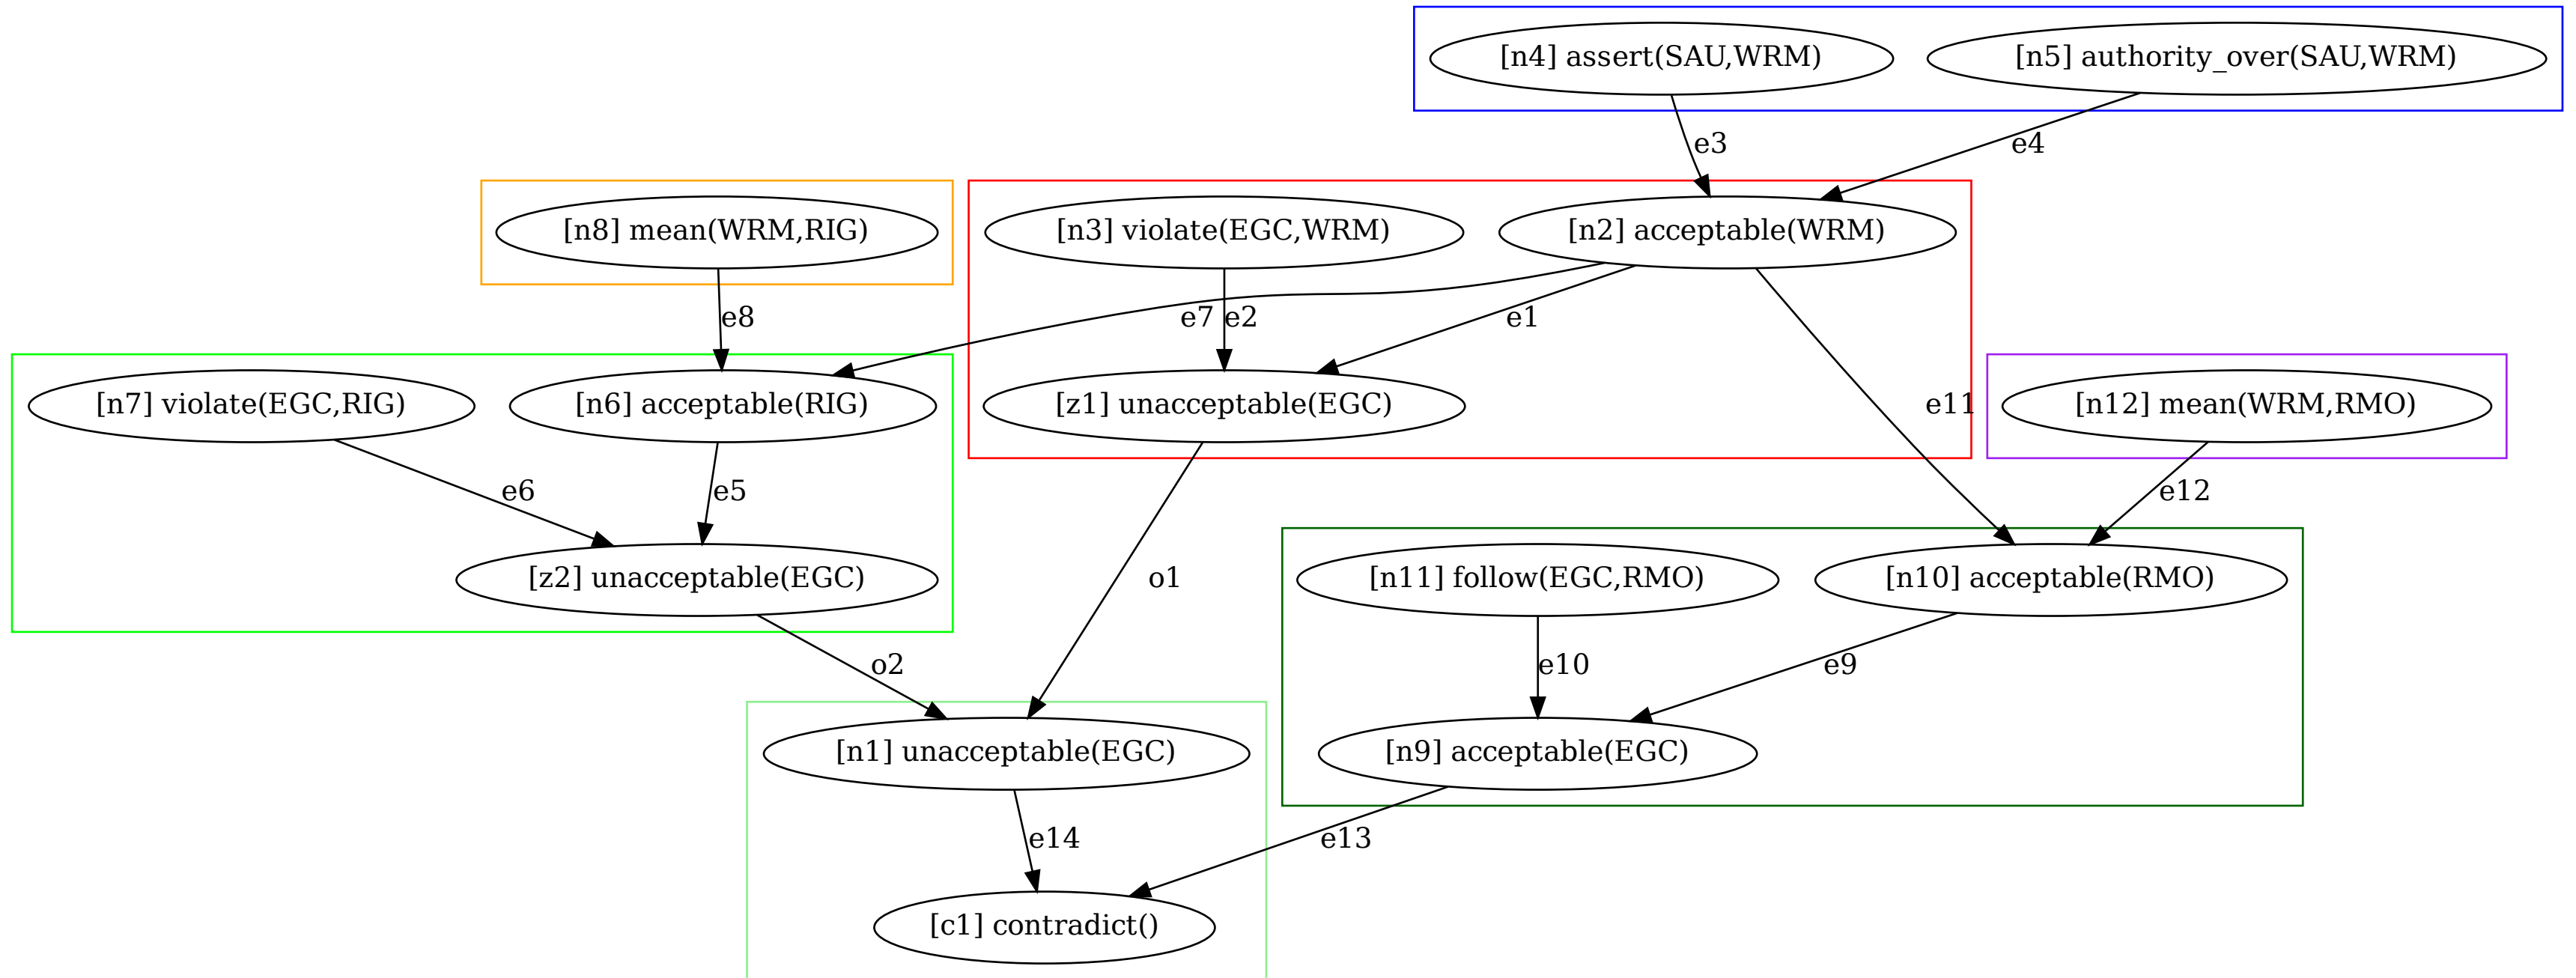 [n4] assert(SAU,WRM)
[n5] authority_over(SAU,WRM)
e3
e4
[n8] mean(WRM,RIG)
[n3] violate(EGC,WRM)
[n2] acceptable(WRM)
e8
e7
e2
e1
[n7] violate(EGC,RIG)
[n6] acceptable(RIG)
[z1] unacceptable(EGC)
e11
[n12] mean(WRM,RMO)
e6
e5
e12
[z2] unacceptable(EGC)
o1
[n11] follow(EGC,RMO)
[n10] acceptable(RMO)
o2
e10
e9
[n1] unacceptable(EGC)
[n9] acceptable(EGC)
e14
e13
[c1] contradict()